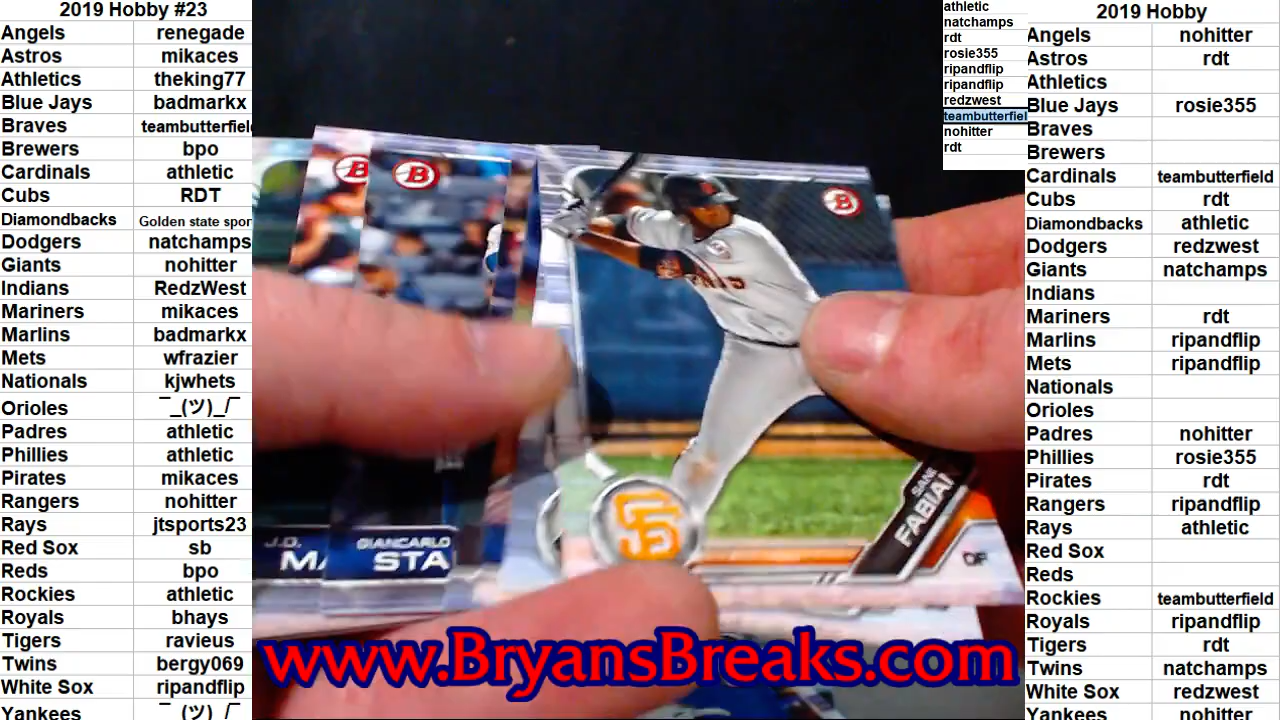 2019 Hobby #23
Angels renegade
Astros mikaces
Athletics theking77
Blue Jays badmarkx
Braves teambutterfiel
Brewers bpo
Cardinals athletic
Cubs RDT
Diamondbacks Golden state spor
Dodgers natchamps
Giants nohitter
Indians RedzWest
Mariners mikaces
Marlins badmarkx
Mets wfrazier
Nationals kjwhets
Orioles ¯_(ツ)_/¯
Padres athletic
Phillies athletic
Pirates mikaces
Rangers nohitter
Rays jtsports23
Red Sox sb
Reds bpo
Rockies athletic
Royals bhays
Tigers ravieus
Twins bergy069
White Sox ripandflip
Yankees ¯_(ツ)_/¯
B
B
B
J.D.
MA
GIANCARLO
STA
SF
FABIAN
OF
www.BryansBreaks.com
athletic
natchamps
rdt
rosie355
ripandflip
ripandflip
redzwest
teambutterfiel
nohitter
rdt
2019 Hobby
Angels nohitter
Astros rdt
Athletics
Blue Jays rosie355
Braves
Brewers
Cardinals teambutterfield
Cubs rdt
Diamondbacks athletic
Dodgers redzwest
Giants natchamps
Indians
Mariners rdt
Marlins ripandflip
Mets ripandflip
Nationals
Orioles
Padres nohitter
Phillies rosie355
Pirates rdt
Rangers ripandflip
Rays athletic
Red Sox
Reds
Rockies teambutterfield
Royals ripandflip
Tigers rdt
Twins natchamps
White Sox redzwest
Yankees nohitter